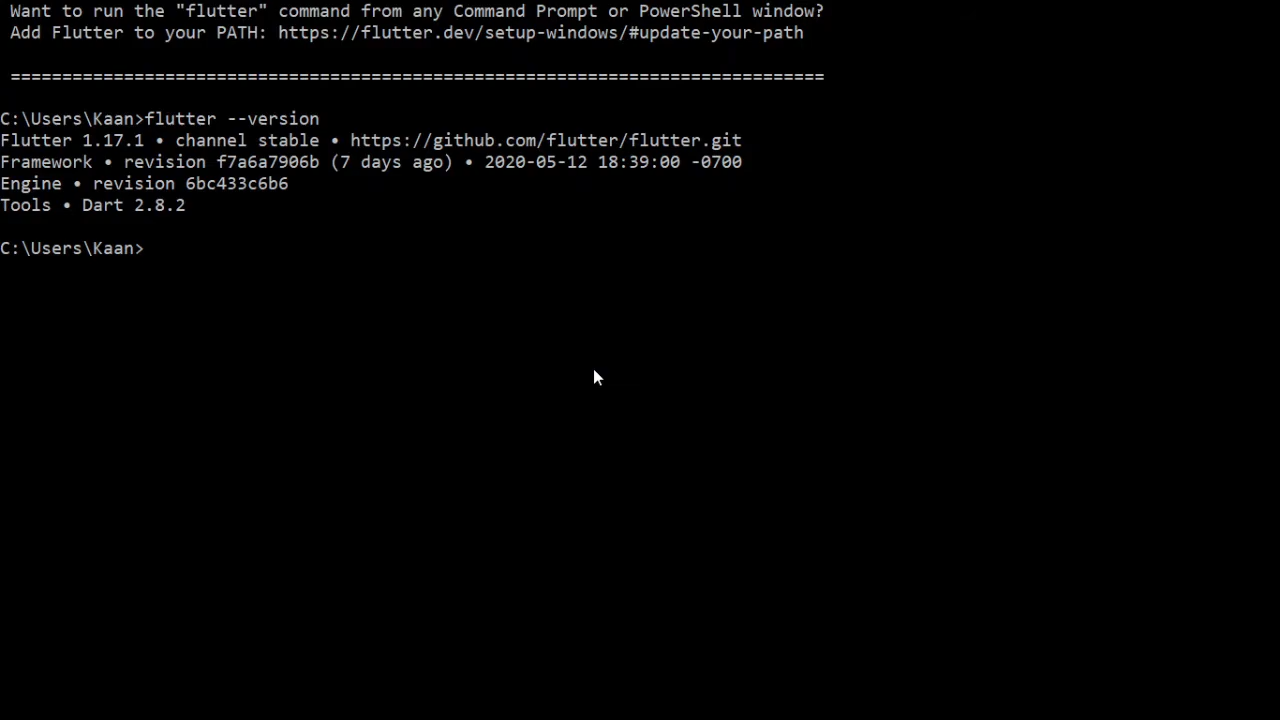 Want to run the "flutter" command from any Command Prompt or PowerShell window?
Add Flutter to your PATH: https://flutter.dev/setup-windows/#update-your-path
===============================================================================
C:\Users\Kaan>flutter --version
Flutter 1.17.1 • channel stable • https://github.com/flutter/flutter.git
Framework • revision f7a6a7906b (7 days ago) • 2020-05-12 18:39:00 -0700
Engine • revision 6bc433c6b6
Tools • Dart 2.8.2
C:\Users\Kaan>